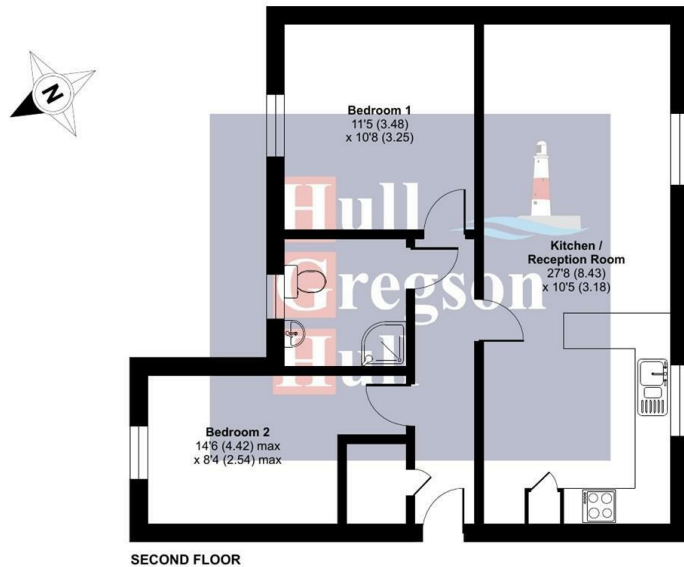 N
Bedroom 1
11'5 (3.48)
x 10'8 (3.25)
Hull
Gregson
Hull
Kitchen /
Reception Room
27'8 (8.43)
x 10'5 (3.18)
Bedroom 2
14'6 (4.42) max
x 8'4 (2.54) max
SECOND FLOOR